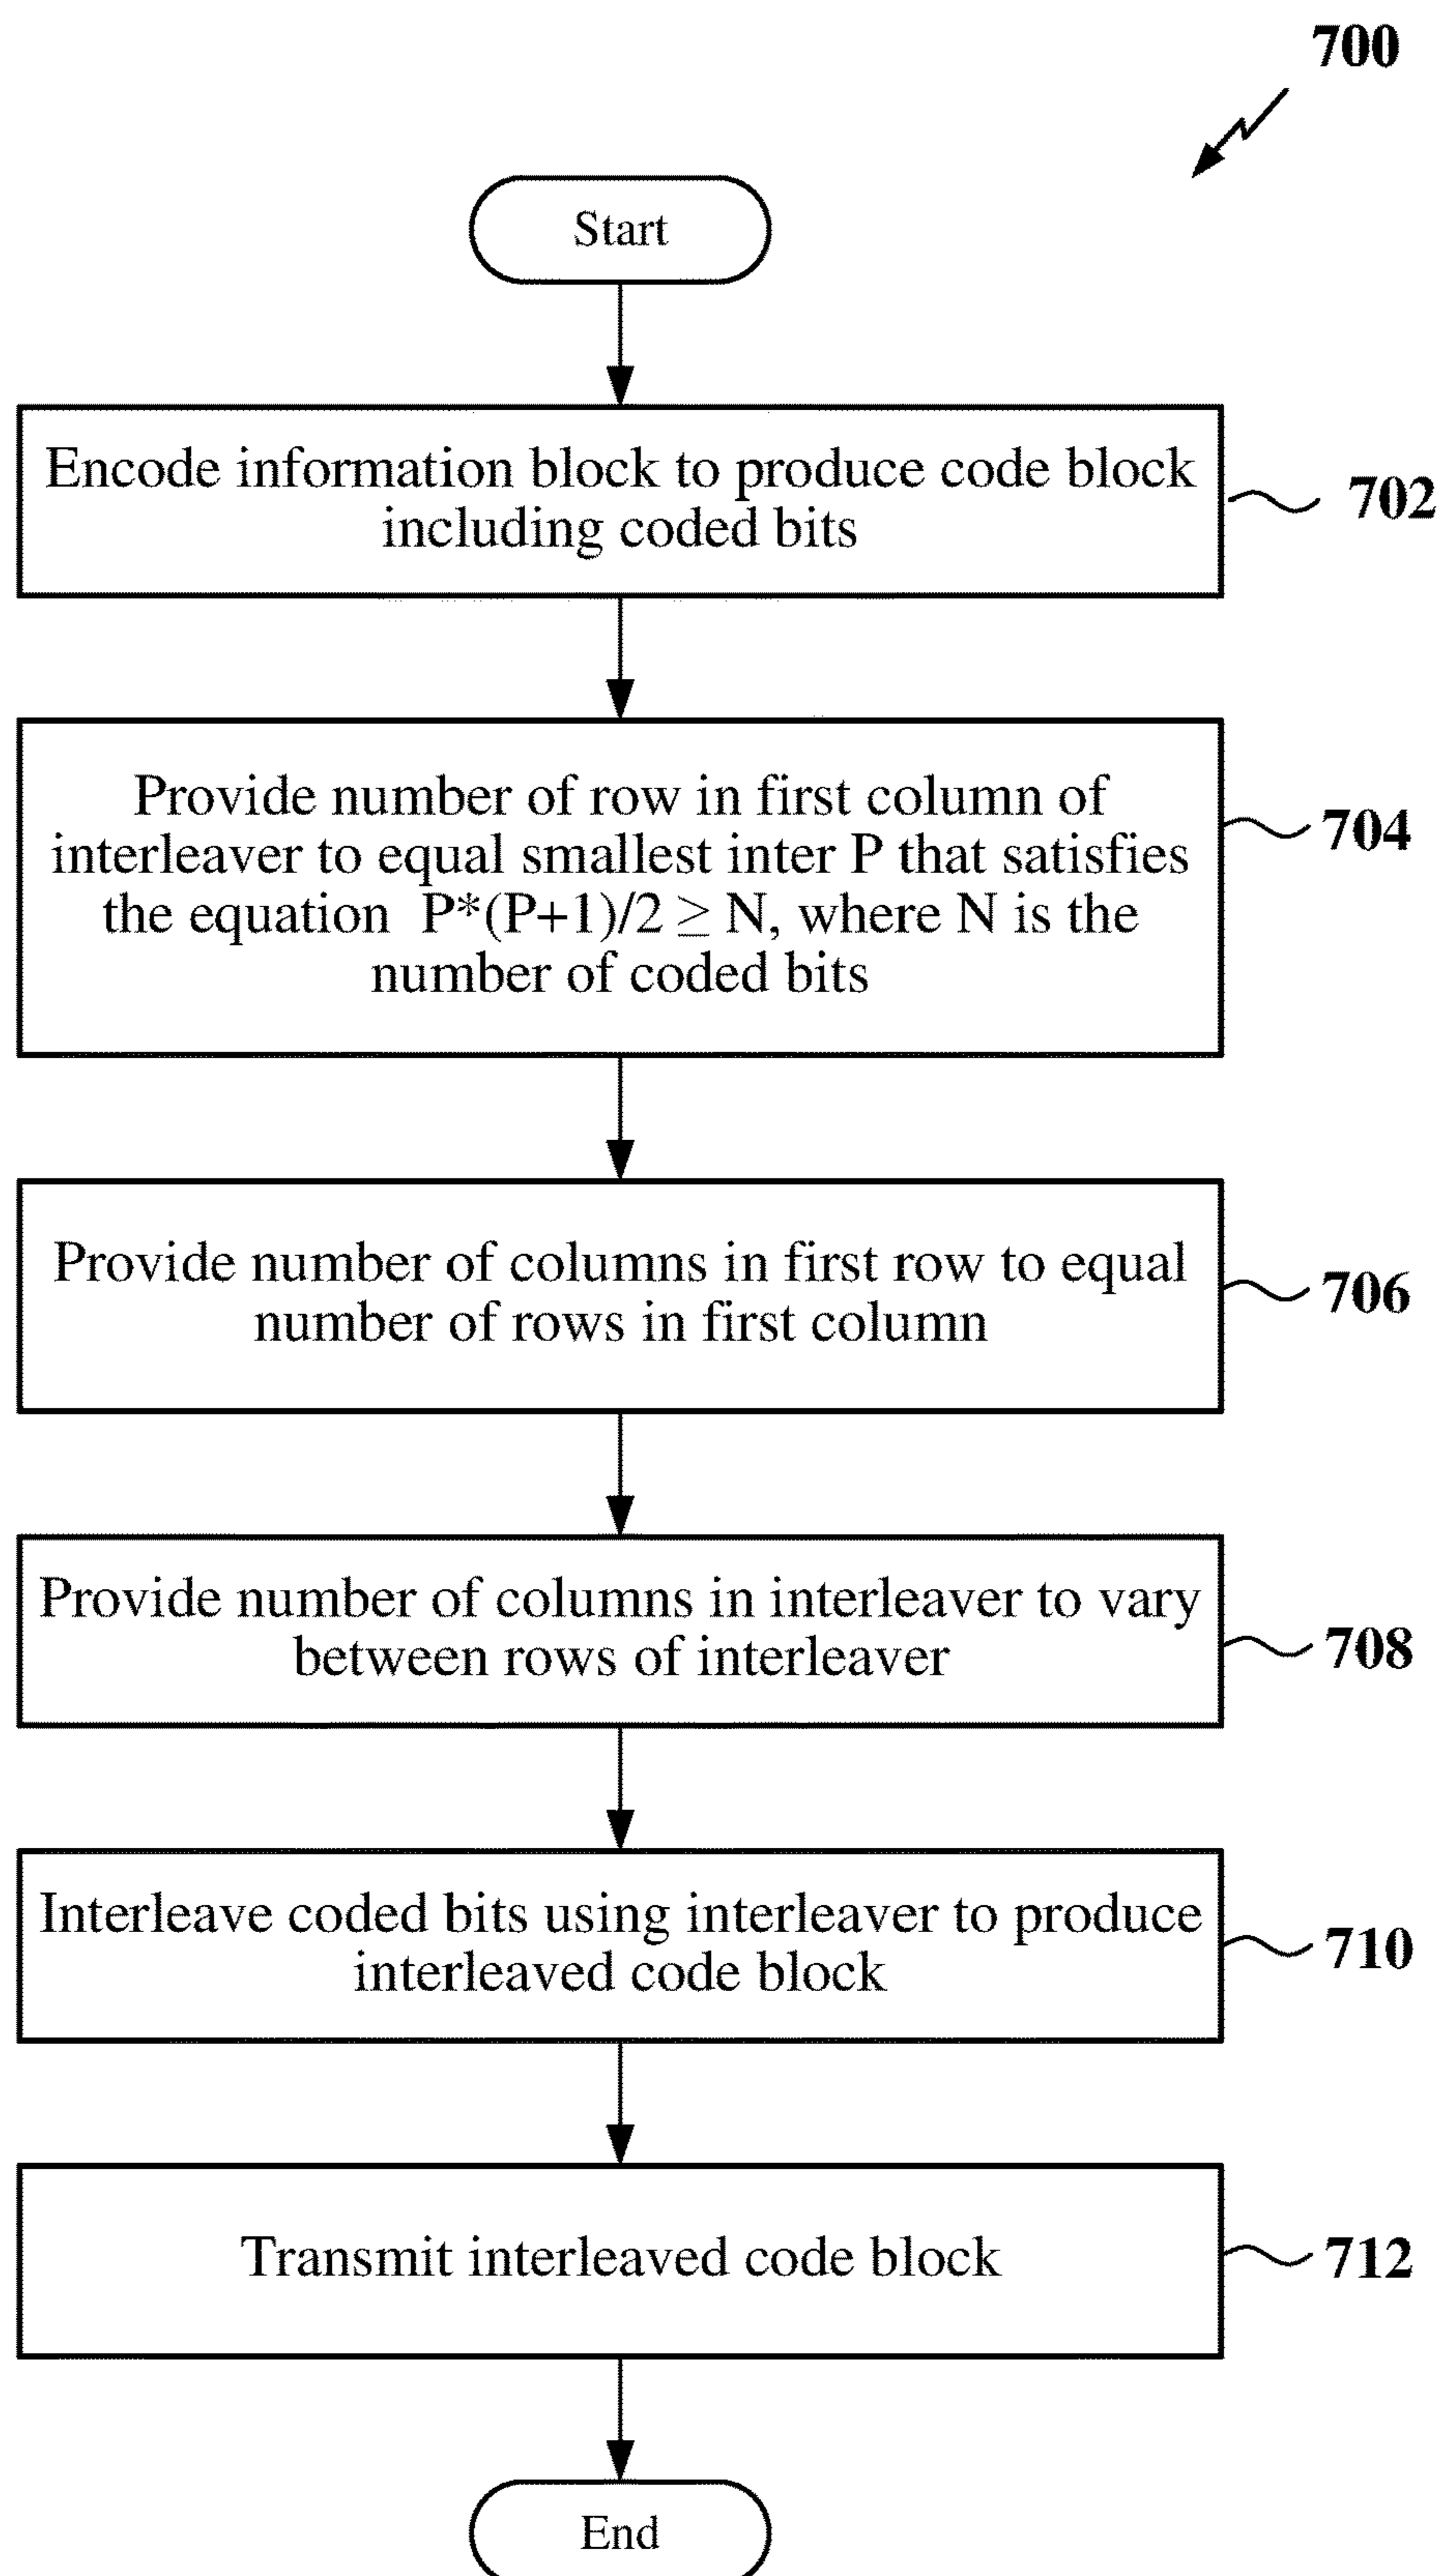 700
Start
Encode information block to produce code block
including coded bits
702
Provide number of row in first column of
interleaver to equal smallest inter P that satisfies
the equation P*(P+1)/2 ≥ N, where N is the
number of coded bits
704
Provide number of columns in first row to equal
number of rows in first column
706
Provide number of columns in interleaver to vary
between rows of interleaver
708
Interleave coded bits using interleaver to produce
interleaved code block
710
Transmit interleaved code block
712
End